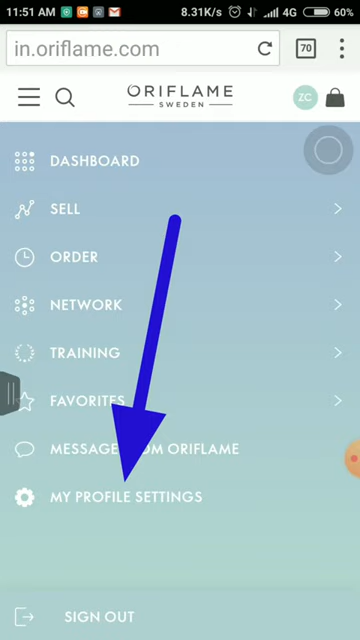 11:51 AM 8.31K/s 4G 60%
in.oriflame.com 70
ORIFLAME
SWEDEN
ZC
DASHBOARD
SELL
ORDER
NETWORK
TRAINING
FAVORITES
MESSAGE OM ORIFLAME
MY PROFILE SETTINGS
SIGN OUT